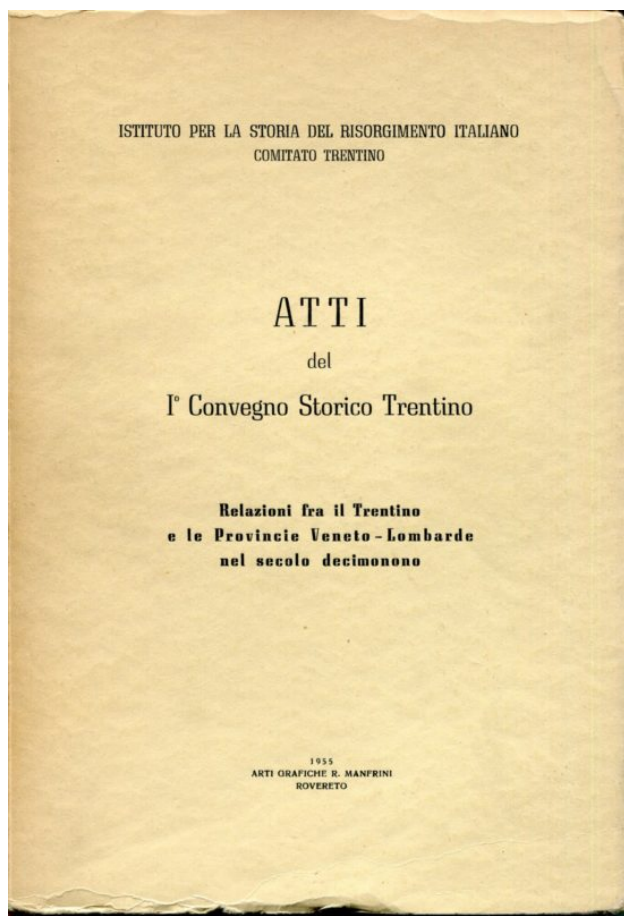 ISTITUTO PER LA STORIA DEL RISORGIMENTO ITALIANO
COMITATO TRENTINO
ATTI
del
I° Convegno Storico Trentino
Relazioni fra il Trentino
e le Provincie Veneto-Lombarde
nel secolo decimonono
1955
ARTI GRAFICHE R. MANFRINI
ROVERETO